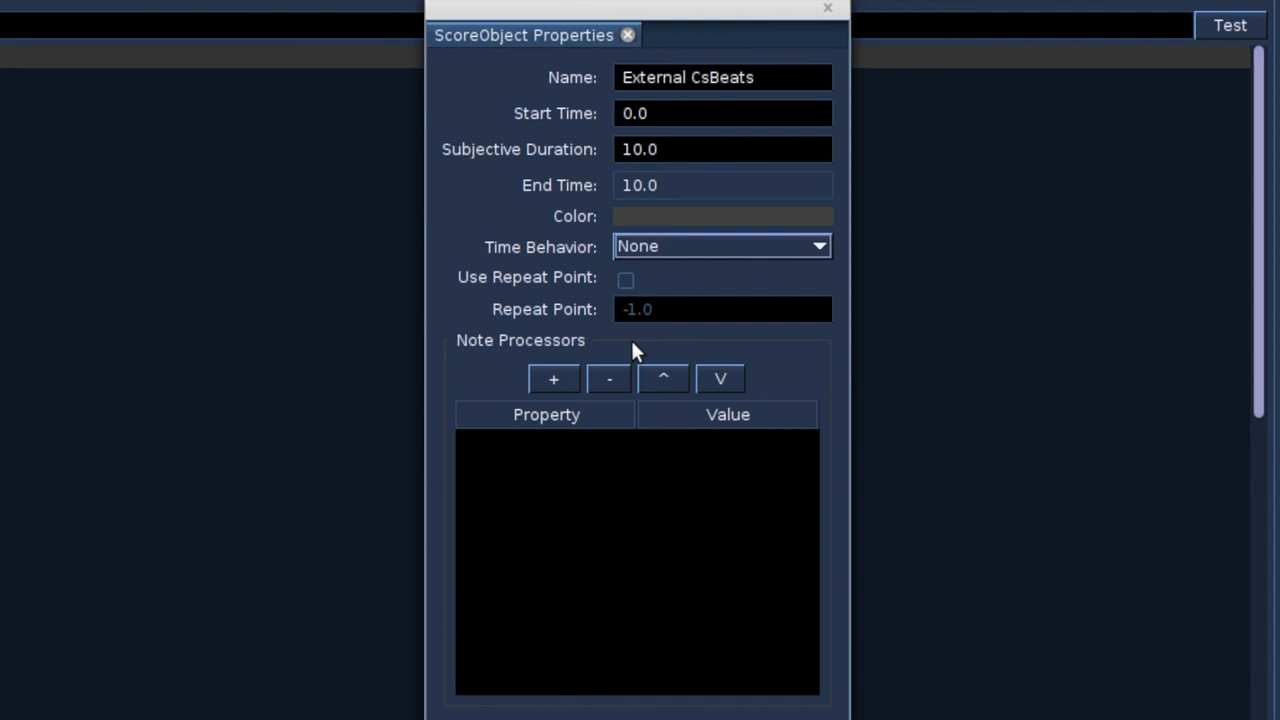 Test
ScoreObject Properties
Name: External CsBeats
Start Time: 0.0
Subjective Duration: 10.0
End Time: 10.0
Color:
Time Behavior: None
Use Repeat Point:
Repeat Point: -1.0
Note Processors
+ - ^ V
Property Value